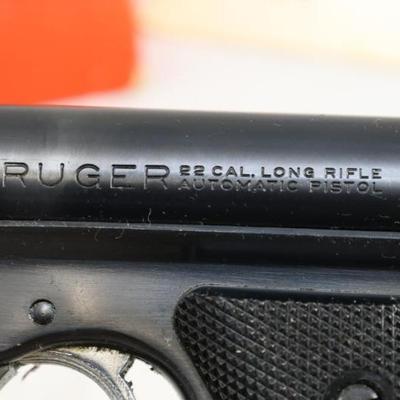 RUGER
22 CAL. LONG RIFLE
AUTOMATIC PISTOL